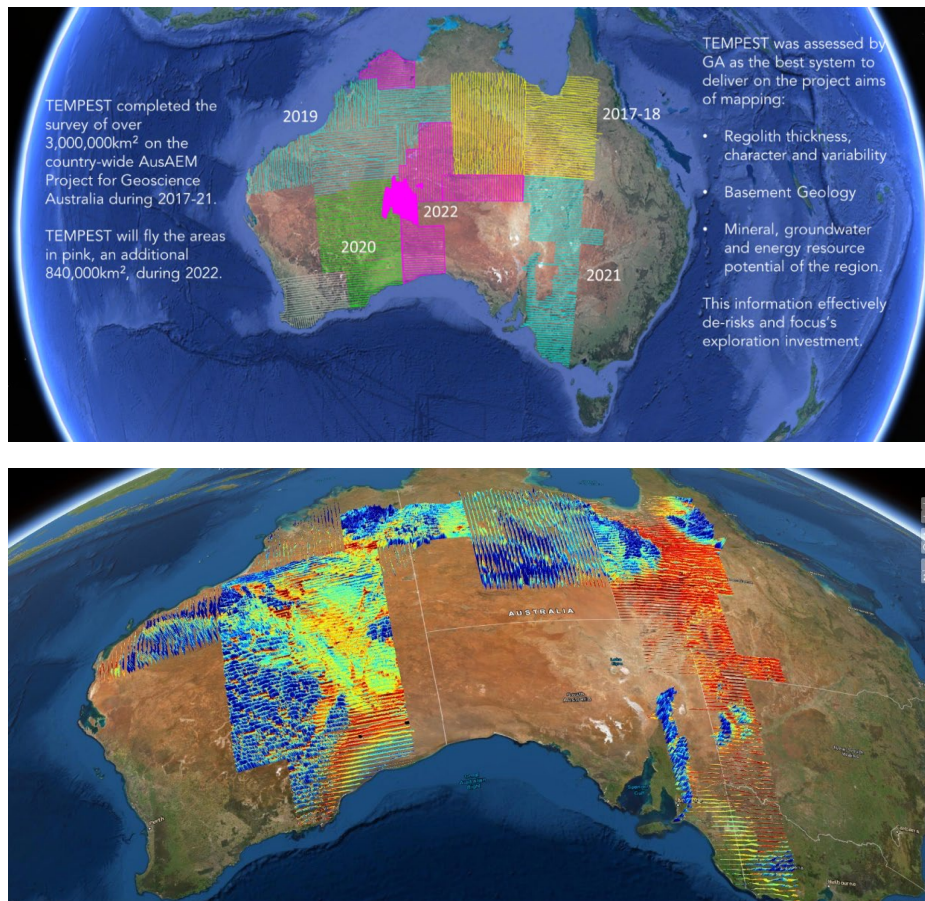 TEMPEST completed the
survey of over
3,000,000km² on the
country-wide AusAEM
Project for Geoscience
Australia during 2017-21.
TEMPEST will fly the areas
in pink, an additional
840,000km², during 2022.
2019
2017-18
2022
2020
2021
TEMPEST was assessed by
GA as the best system to
deliver on the project aims
of mapping:
• Regolith thickness,
character and variability
• Basement Geology
• Mineral, groundwater
and energy resource
potential of the region.
This information effectively
de-risks and focus's
exploration investment.
AUSTRALIA
Perth
Melbourne